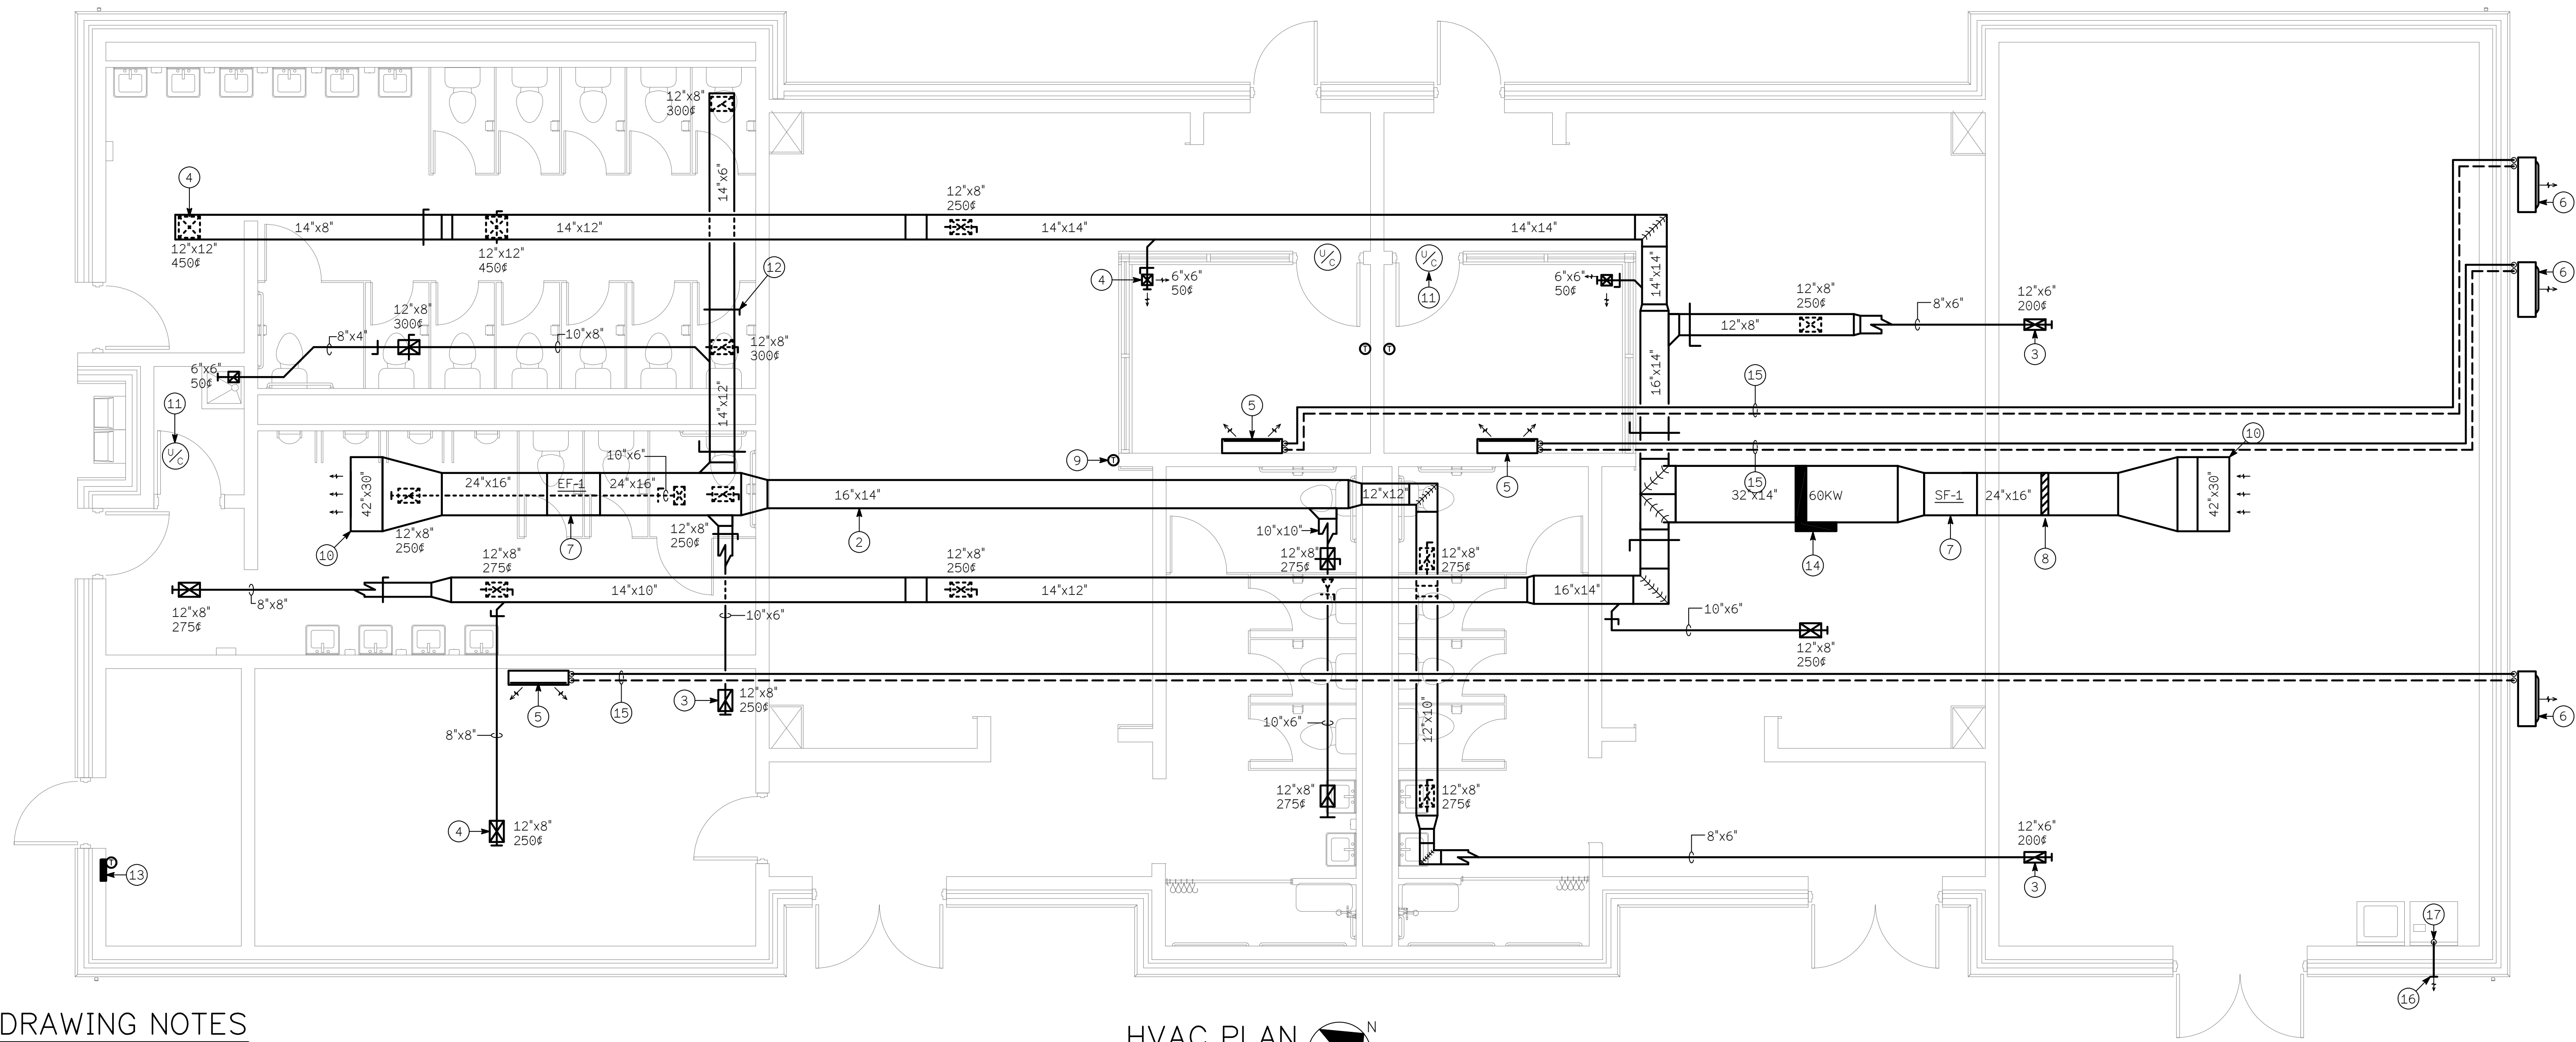 12"x8"
300¢
14"x6"
4
12"x8"
250¢
14"x8"
14"x12"
14"x14"
14"x14"
12"x12"
450¢
12"x12"
450¢
6
12
U/C
U/C
14"x14"
6
4
6"x6"
50¢
11
6"x6"
50¢
12"x8"
250¢
8"x6"
12"x6"
200¢
12"x8"
300¢
8"x4"
10"x8"
12"x8"
300¢
12"x8"
T
T
3
6"x6"
50¢
16"x14"
15
11
14"x12"
5
5
10
U/C
9
T
10"x6"
15
42"x30"
24"x16"
EF-1
24"x16"
16"x14"
12"x12"
32"x14"
60KW
SF-1
24"x16"
42"x30"
10
12"x8"
250¢
7
12"x8"
250¢
2
10"x10"
7
8
14
12"x8"
275¢
12"x8"
250¢
12"x8"
275¢
12"x8"
275¢
8"x8"
14"x10"
14"x12"
16"x14"
12"x8"
275¢
10"x6"
10"x6"
12"x8"
250¢
5
15
3
12"x8"
250¢
8"x8"
10"x6"
12"x10"
6
12"x8"
275¢
12"x8"
275¢
4
12"x8"
250¢
8"x6"
12"x6"
200¢
3
T
13
17
16
DRAWING NOTES
HVAC PLAN
N